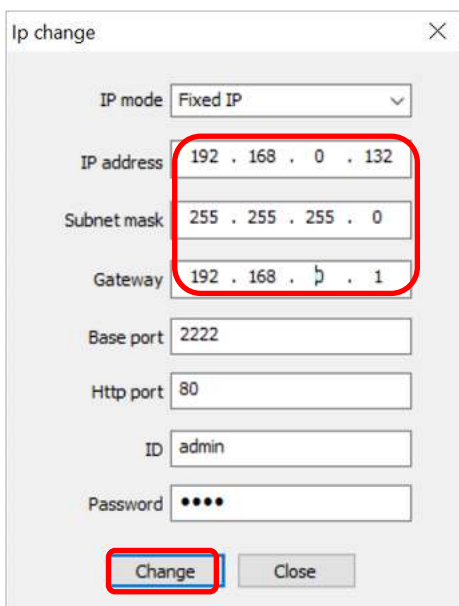 Ip change
IP mode Fixed IP
IP address 192 . 168 . 0 . 132
Subnet mask 255 . 255 . 255 . 0
Gateway 192 . 168 . 0 . 1
Base port 2222
Http port 80
ID admin
Password ●●●●
Change Close